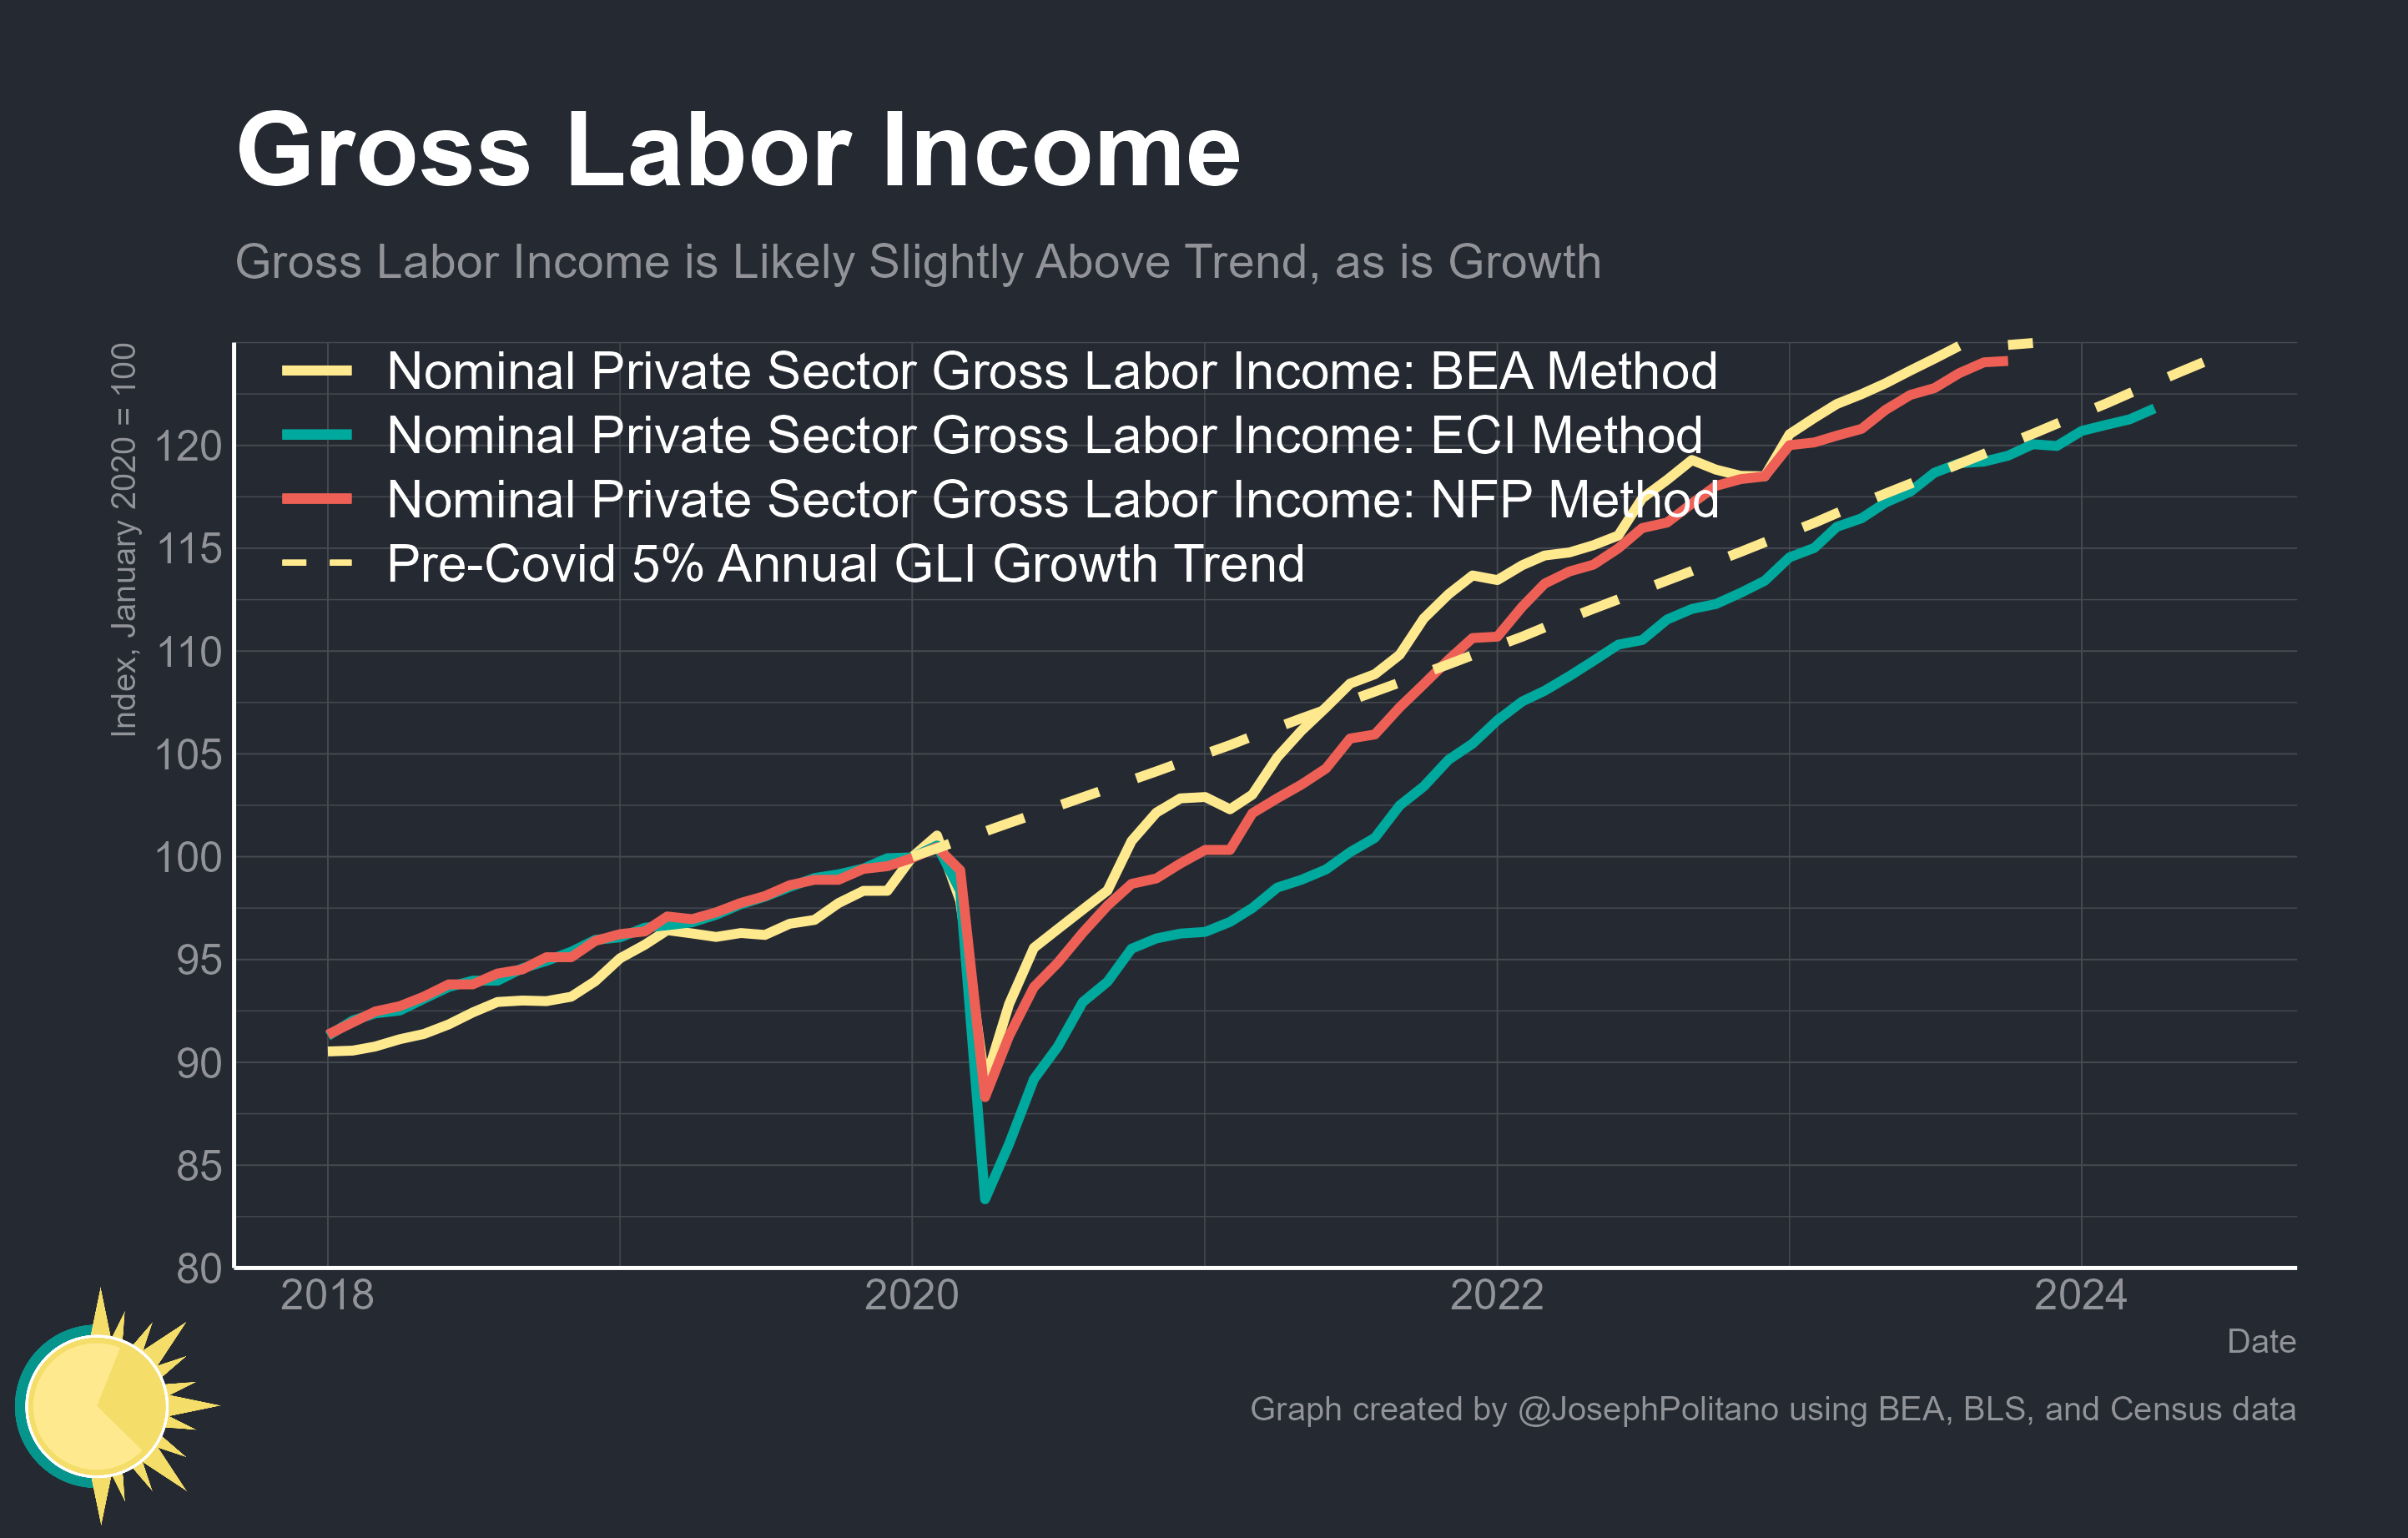 Gross Labor Income
Gross Labor Income is Likely Slightly Above Trend, as is Growth
Index, January 2020 = 100
Nominal Private Sector Gross Labor Income: BEA Method
Nominal Private Sector Gross Labor Income: ECI Method
Nominal Private Sector Gross Labor Income: NFP Method
Pre-Covid 5% Annual GLI Growth Trend
120
115
110
105
100
95
90
85
80
2018 2020 2022 2024
Date
Graph created by @JosephPolitano using BEA, BLS, and Census data